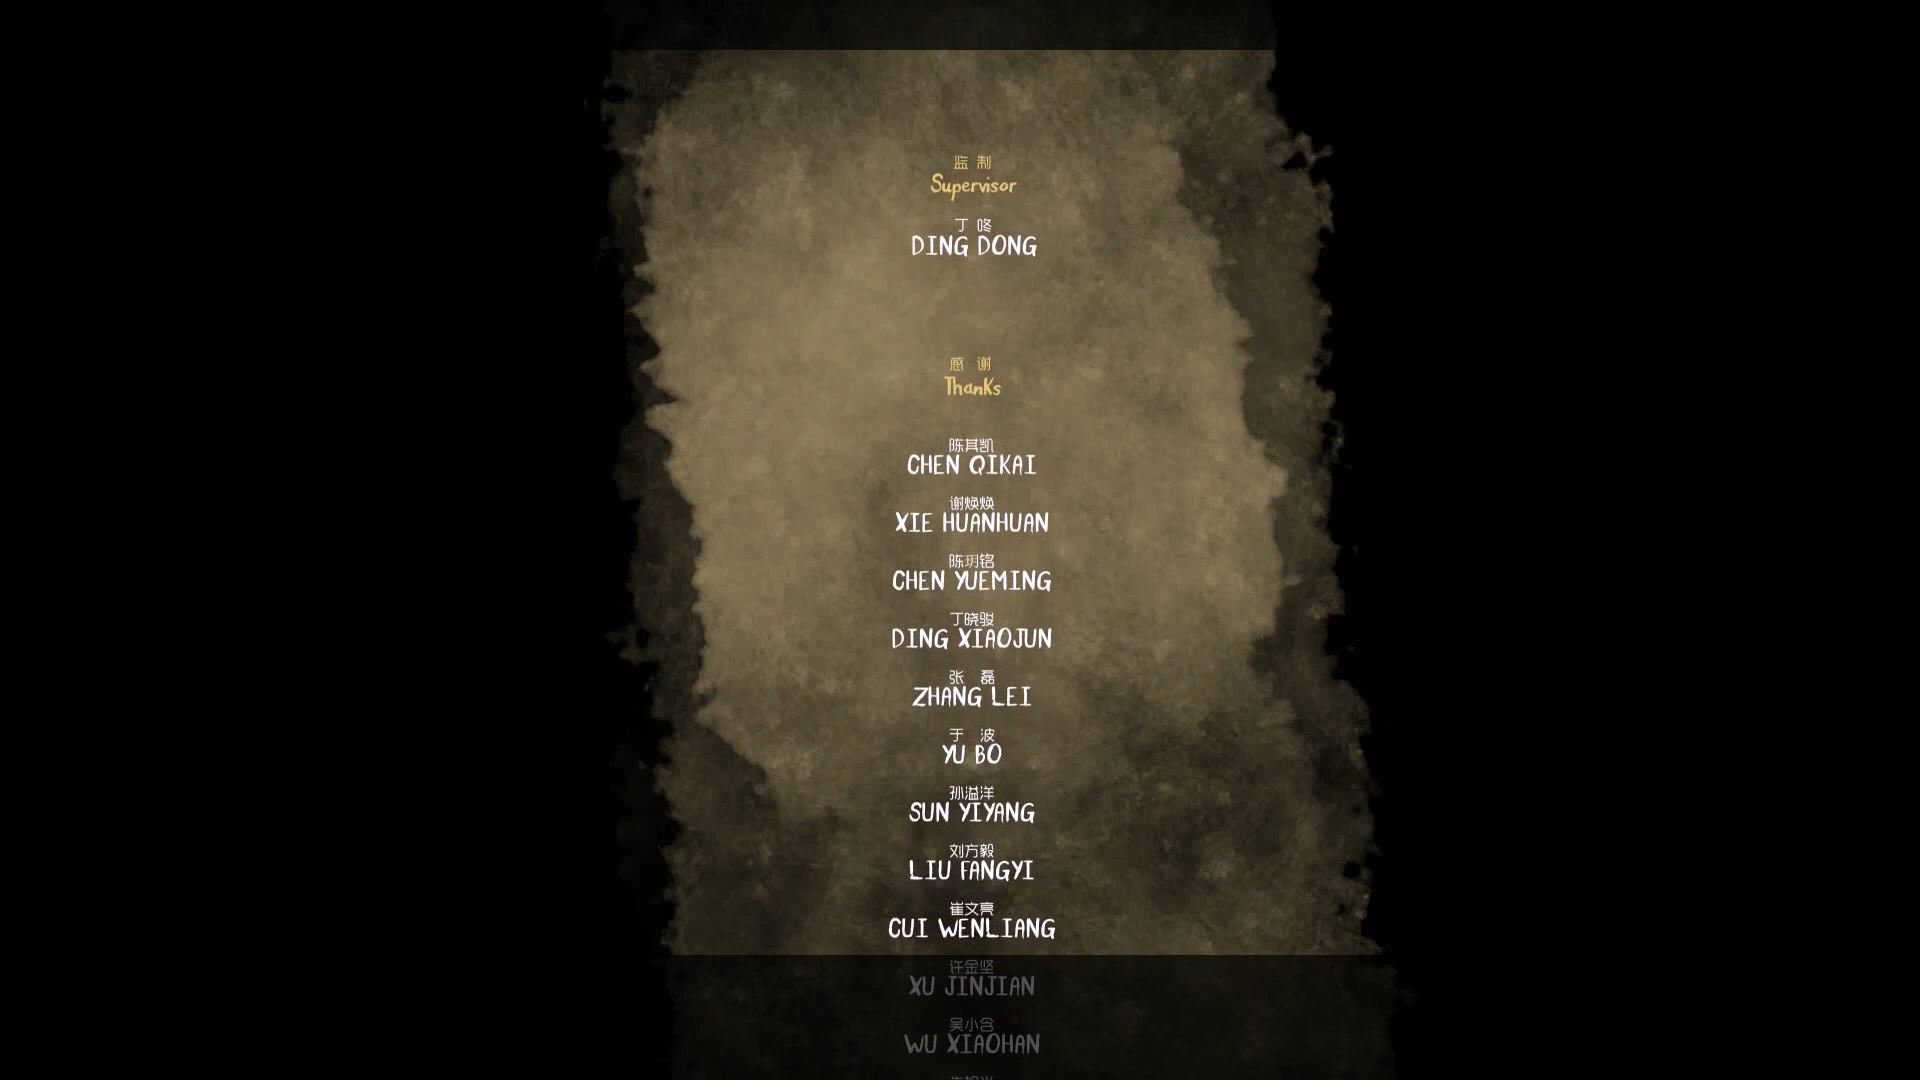 监 制
Supervisor
丁 咚
DING DONG
感 谢
Thanks
陈其凯
CHEN QIKAI
谢焕焕
XIE HUANHUAN
陈玥铭
CHEN YUEMING
丁晓骏
DING XIAOJUN
张 磊
ZHANG LEI
于 波
YU BO
孙溢洋
SUN YIYANG
刘方毅
LIU FANGYI
崔文亮
CUI WENLIANG
许金坚
XU JINJIAN
吴小含
WU XIAOHAN